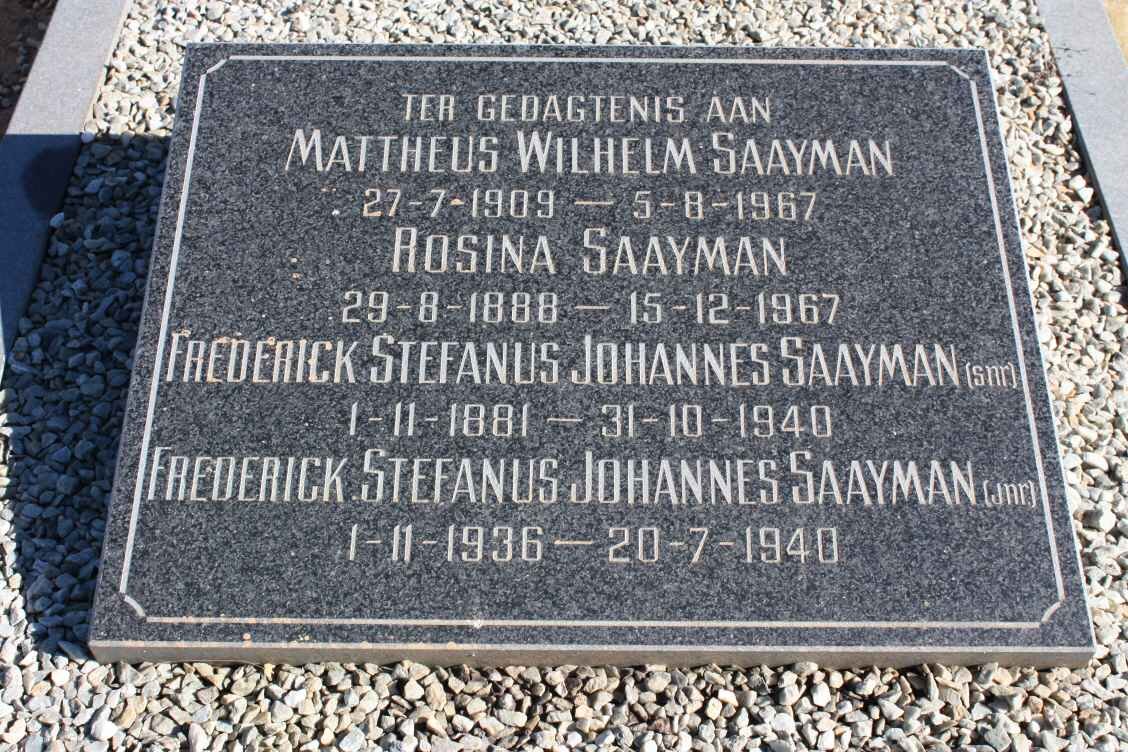 TER GEDAGTENIS AAN
MATTHEUS WILHELM SAAYMAN
27-7-1909 — 5-8-1967
ROSINA SAAYMAN
29-8-1888 — 15-12-1967
FREDERICK STEFANUS JOHANNES SAAYMAN (snr)
1-11-1881 — 31-10-1940
FREDERICK STEFANUS JOHANNES SAAYMAN (Jnr)
1-11-1936 — 20-7-1940